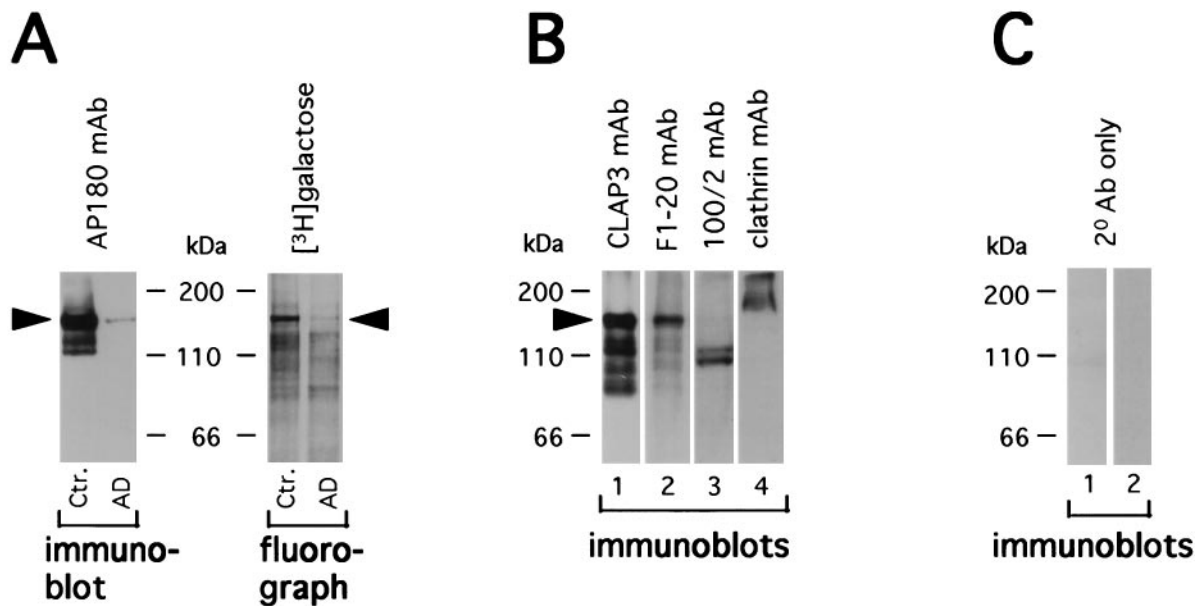 A
AP180 mAb
[³H]galactose
kDa
200
110
66
Ctr.
AD
Ctr.
AD
immuno-
blot
fluoro-
graph
B
CLAP3 mAb
F1-20 mAb
100/2 mAb
clathrin mAb
kDa
200
110
66
1 2 3 4
immunoblots
C
2⁰ Ab only
kDa
200
110
66
1 2
immunoblots